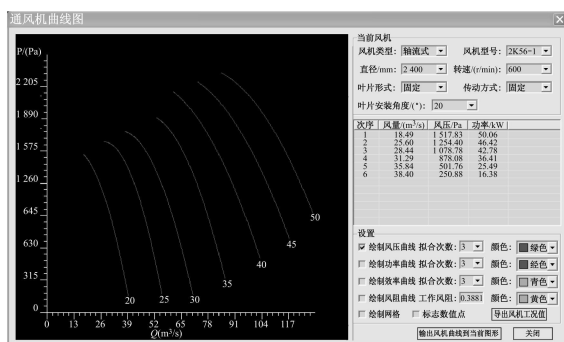 通风机曲线图
P/(Pa)
2 205
1 890
1 575
1 260
945
630
315
0
0 13 26 39 52 65 78 91 104 117
Q(m³/s)
20 25 30 35 40 45 50
当前风机
风机类型: 轴流式 风机型号: 2K56=1
直径/mm: 2 400 转速/(r/min): 600
叶片形式: 固定 传动方式: 固定
叶片安装角度/(°): 20
次序 风量/(m³/s) 风压/Pa 功率/kW
1 18.49 1 517.83 50.06
2 25.60 1 254.40 46.42
3 28.44 1 078.78 42.78
4 31.29 878.08 36.41
5 35.84 501.76 25.49
6 38.40 250.88 16.38
设置
绘制风压曲线 拟合次数: 3 颜色: 绿色
绘制功率曲线 拟合次数: 3 颜色: 经色
绘制效率曲线 拟合次数: 3 颜色: 青色
绘制风阻曲线 工作风阻: 0.3881 颜色: 黄色
绘制网格 标志数值点 导出风机工况值
输出风机曲线到当前图形 关闭